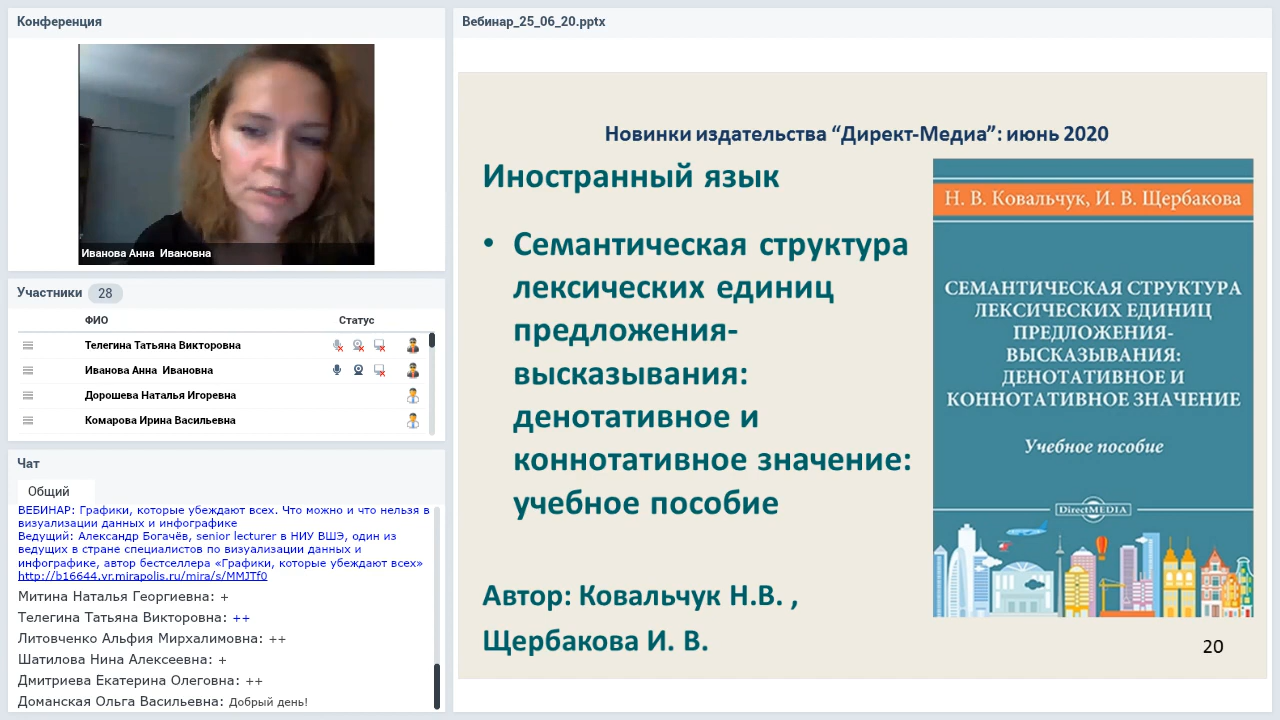 Конференция
Иванова Анна Ивановна
Участники 28
ФИО Статус
Телегина Татьяна Викторовна
Иванова Анна Ивановна
Дорошева Наталья Игоревна
Комарова Ирина Васильевна
Чат
Общий
ВЕБИНАР: Графики, которые убеждают всех. Что можно и что нельзя в
визуализации данных и инфографике
Ведущий: Александр Богачёв, senior lecturer в НИУ ВШЭ, один из
ведущих в стране специалистов по визуализации данных и
инфографике, автор бестселлера «Графики, которые убеждают всех»
http://b16644.vr.mirapolis.ru/mira/s/MMJTf0
Митина Наталья Георгиевна: +
Телегина Татьяна Викторовна: ++
Литовченко Альфия Мирхалимовна: ++
Шатилова Нина Алексеевна: +
Дмитриева Екатерина Олеговна: ++
Доманская Ольга Васильевна: Добрый день!
Вебинар_25_06_20.pptx
Новинки издательства “Директ-Медиа”: июнь 2020
Иностранный язык
• Семантическая структура
лексических единиц
предложения-
высказывания:
денотативное и
коннотативное значение:
учебное пособие
Автор: Ковальчук Н.В. ,
Щербакова И. В.
Н. В. Ковальчук, И. В. Щербакова
СЕМАНТИЧЕСКАЯ СТРУКТУРА
ЛЕКСИЧЕСКИХ ЕДИНИЦ
ПРЕДЛОЖЕНИЯ-
ВЫСКАЗЫВАНИЯ:
ДЕНОТАТИВНОЕ И
КОННОТАТИВНОЕ ЗНАЧЕНИЕ
Учебное пособие
DirectMEDIA
20